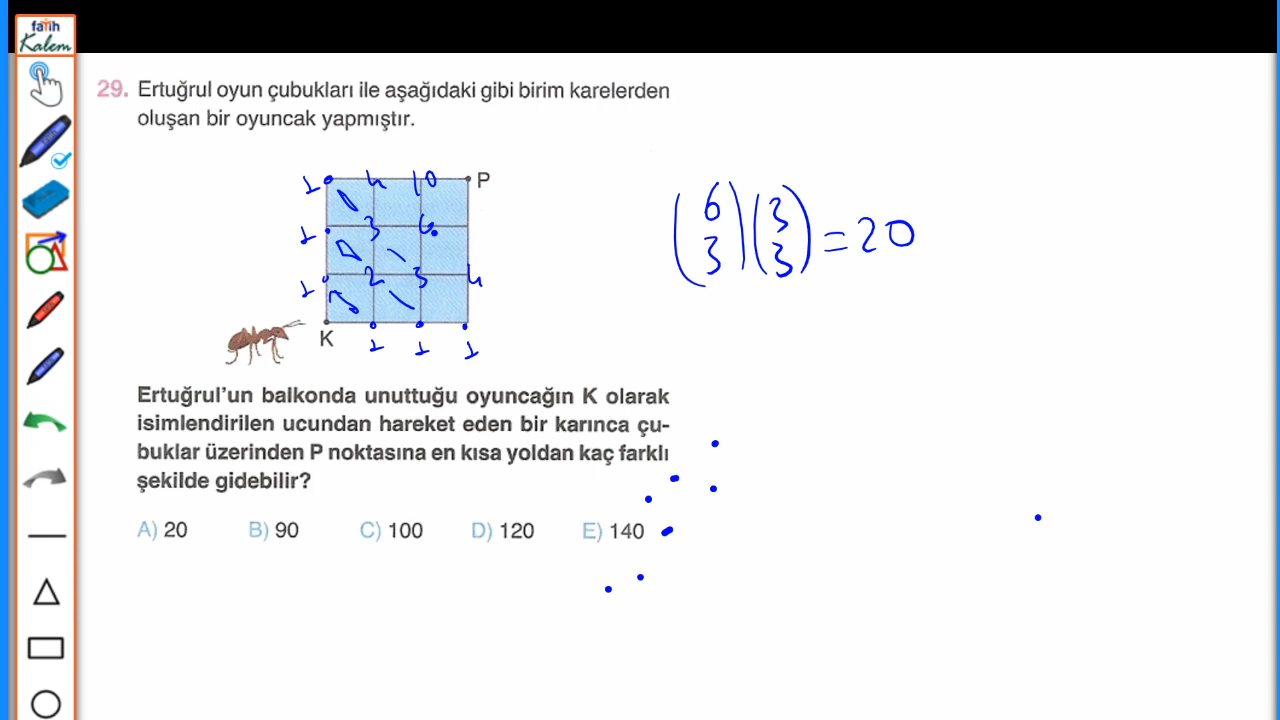 fatih
Kalem
29. Ertuğrul oyun çubukları ile aşağıdaki gibi birim karelerden
oluşan bir oyuncak yapmıştır.
1 4 10 P
1 3 6
1 2 3 4
K
1 1 1
(6 3) (3 3) = 20
Ertuğrul'un balkonda unuttuğu oyuncağın K olarak
isimlendirilen ucundan hareket eden bir karınca çu-
buklar üzerinden P noktasına en kısa yoldan kaç farklı
şekilde gidebilir?
A) 20 B) 90 C) 100 D) 120 E) 140